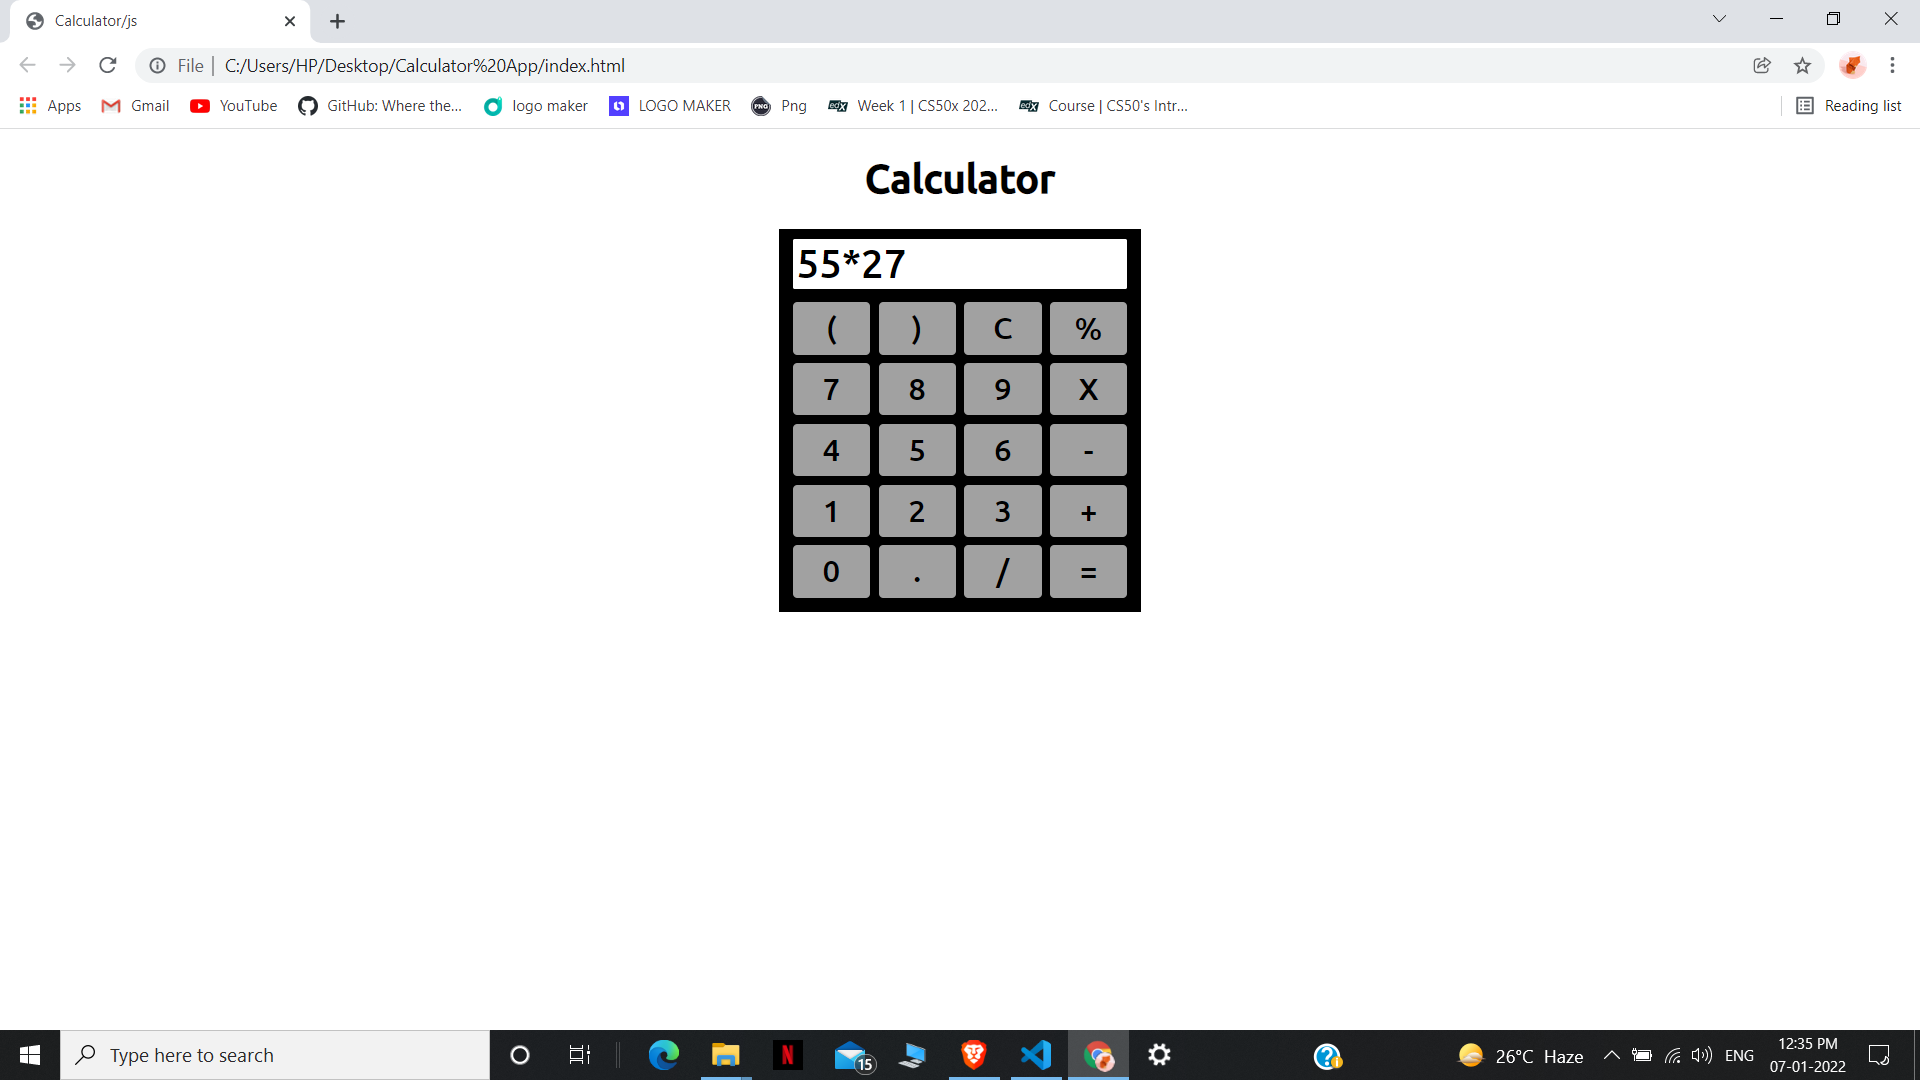 Calculator/js
File | C:/Users/HP/Desktop/Calculator%20App/index.html
Apps Gmail YouTube GitHub: Where the... logo maker LOGO MAKER PNG Png edX Week 1 | CS50x 202... edX Course | CS50's Intr... Reading list
Calculator
55*27
( ) C %
7 8 9 X
4 5 6 -
1 2 3 +
0 . / =
Type here to search
N
15
26°C Haze
ENG
12:35 PM
07-01-2022